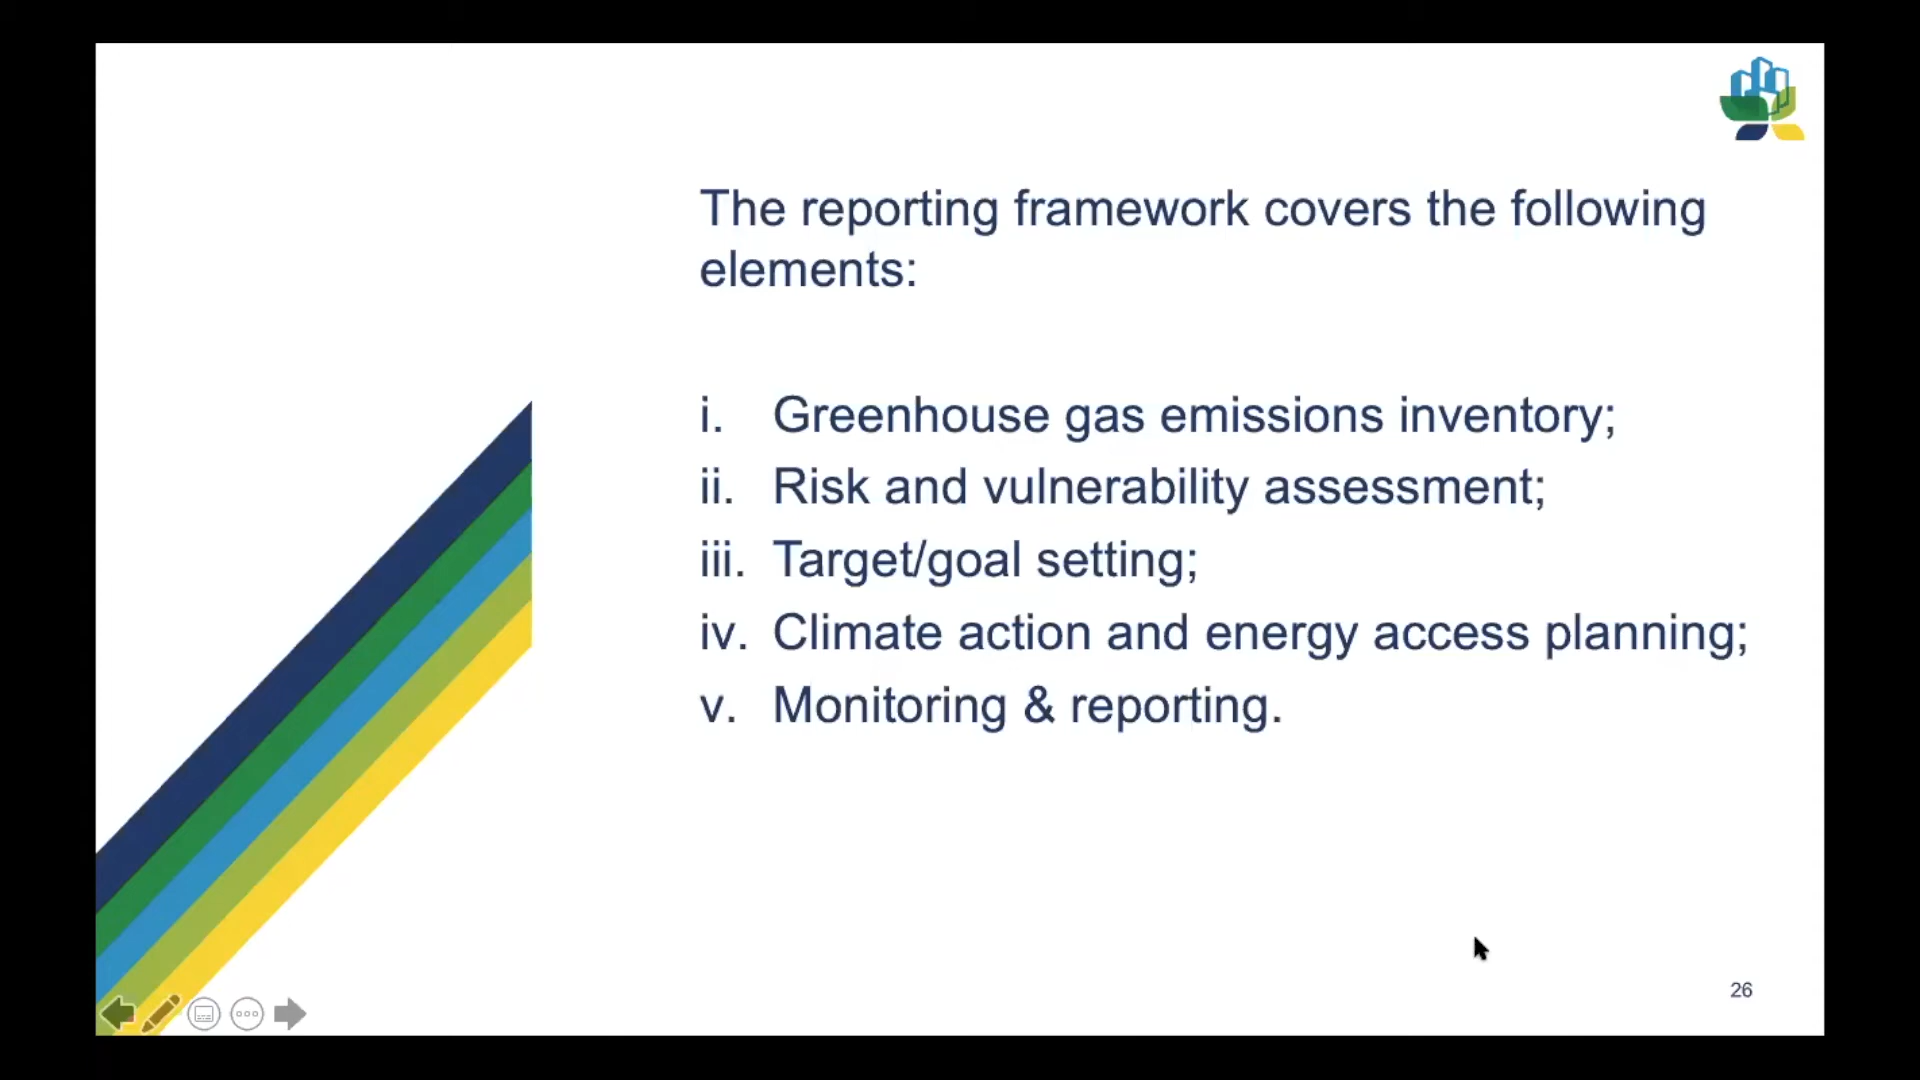 The reporting framework covers the following
elements:
i. Greenhouse gas emissions inventory;
ii. Risk and vulnerability assessment;
iii. Target/goal setting;
iv. Climate action and energy access planning;
v. Monitoring & reporting.
26